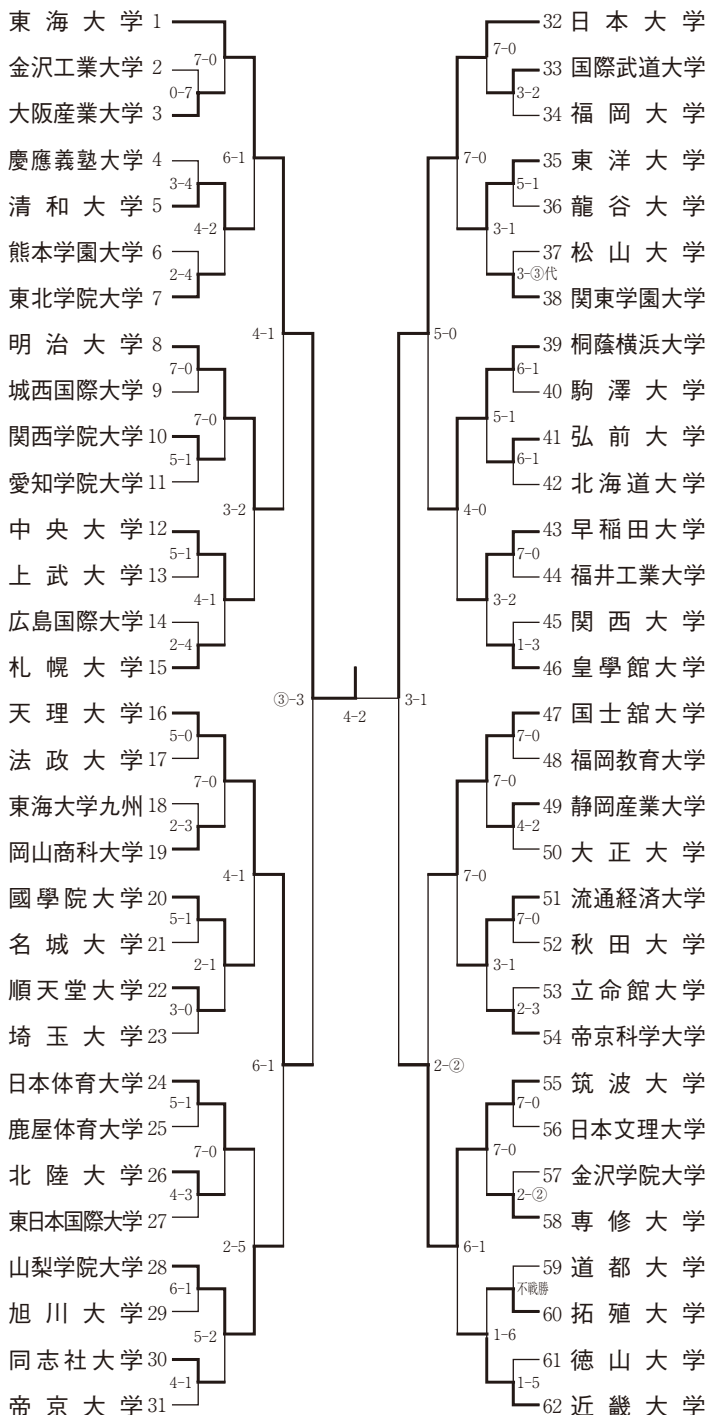 東海大学 1
7-0
金沢工業大学 2
0-7
大阪産業大学 3
6-1
慶應義塾大学 4
3-4
清和大学 5
4-2
熊本学園大学 6
2-4
東北学院大学 7
4-1
明治大学 8
7-0
城西国際大学 9
7-0
関西学院大学 10
5-1
愛知学院大学 11
3-2
中央大学 12
5-1
上武大学 13
4-1
広島国際大学 14
2-4
札幌大学 15
③-3
天理大学 16
5-0
法政大学 17
7-0
東海大学九州 18
2-3
岡山商科大学 19
4-1
國學院大学 20
5-1
名城大学 21
2-1
順天堂大学 22
3-0
埼玉大学 23
6-1
日本体育大学 24
5-1
鹿屋体育大学 25
7-0
北陸大学 26
4-3
東日本国際大学 27
2-5
山梨学院大学 28
6-1
旭川大学 29
5-2
同志社大学 30
4-1
帝京大学 31
4-2
32 日本大学
7-0
33 国際武道大学
3-2
34 福岡大学
7-0
35 東洋大学
5-1
36 龍谷大学
3-1
37 松山大学
3-③代
38 関東学園大学
5-0
39 桐蔭横浜大学
6-1
40 駒澤大学
5-1
41 弘前大学
6-1
42 北海道大学
4-0
43 早稲田大学
7-0
44 福井工業大学
3-2
45 関西大学
1-3
46 皇學館大学
3-1
47 国士舘大学
7-0
48 福岡教育大学
7-0
49 静岡産業大学
4-2
50 大正大学
7-0
51 流通経済大学
7-0
52 秋田大学
3-1
53 立命館大学
2-3
54 帝京科学大学
2-②
55 筑波大学
7-0
56 日本文理大学
7-0
57 金沢学院大学
2-②
58 専修大学
6-1
59 道都大学
不戦勝
60 拓殖大学
1-6
61 徳山大学
1-5
62 近畿大学